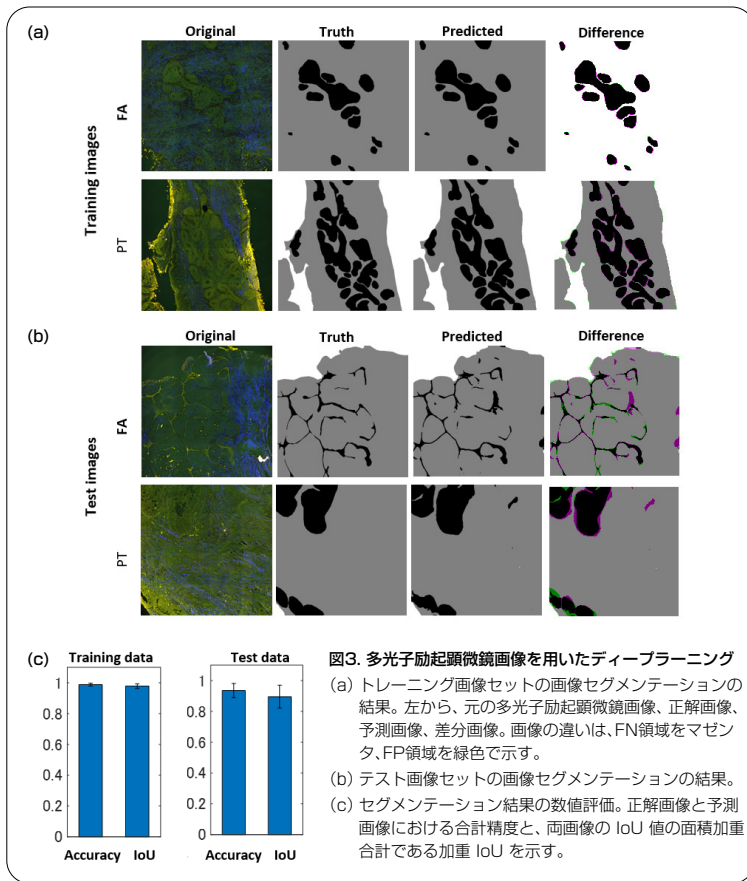 (a)
Original Truth Predicted Difference
Training images
FA
PT
(b)
Original Truth Predicted Difference
Test images
FA
PT
(c)
Training data
1
0.8
0.6
0.4
0.2
0
Accuracy IoU
Test data
1
0.8
0.6
0.4
0.2
0
Accuracy IoU
図3. 多光子励起顕微鏡画像を用いたディープラーニング
(a) トレーニング画像セットの画像セグメンテーションの
結果。左から、元の多光子励起顕微鏡画像、正解画像、
予測画像、差分画像。画像の違いは、FN領域をマゼン
タ、FP領域を緑色で示す。
(b) テスト画像セットの画像セグメンテーションの結果。
(c) セグメンテーション結果の数値評価。正解画像と予測
画像における合計精度と、両画像の IoU 値の面積加重
合計である加重 IoU を示す。